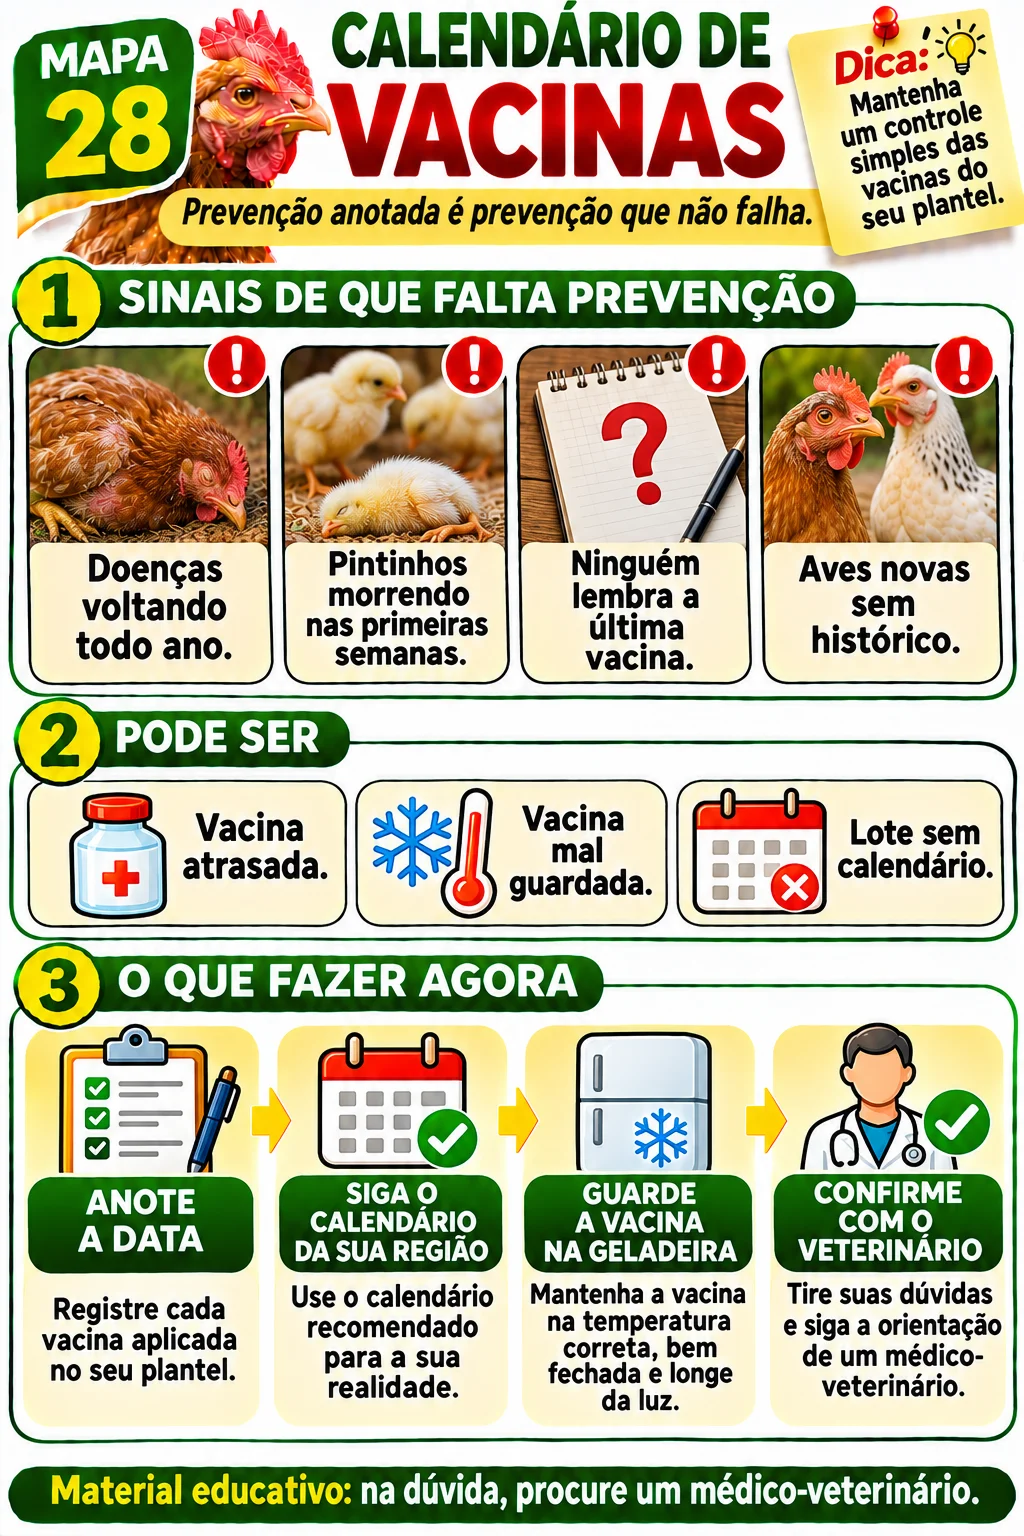 MAPA
28
CALENDÁRIO DE
VACINAS
Prevenção anotada é prevenção que não falha.
Dica:
Mantenha
um controle
simples das
vacinas do
seu plantel.
1
SINAIS DE QUE FALTA PREVENÇÃO
!
!
!
!
?
Doenças
voltando
todo ano.
Pintinhos
morrendo
nas primeiras
semanas.
Ninguém
lembra a
última
vacina.
Aves novas
sem
histórico.
2
PODE SER
Vacina
atrasada.
Vacina
mal
guardada.
Lote sem
calendário.
3
O QUE FAZER AGORA
ANOTE
A DATA
Registre cada
vacina aplicada
no seu plantel.
SIGA O
CALENDÁRIO
DA SUA REGIÃO
Use o calendário
recomendado
para a sua
realidade.
GUARDE
A VACINA
NA GELADEIRA
Mantenha a vacina
na temperatura
correta, bem
fechada e longe
da luz.
CONFIRME
COM O
VETERINÁRIO
Tire suas dúvidas
e siga a orientação
de um médico-
veterinário.
Material educativo: na dúvida, procure um médico-veterinário.